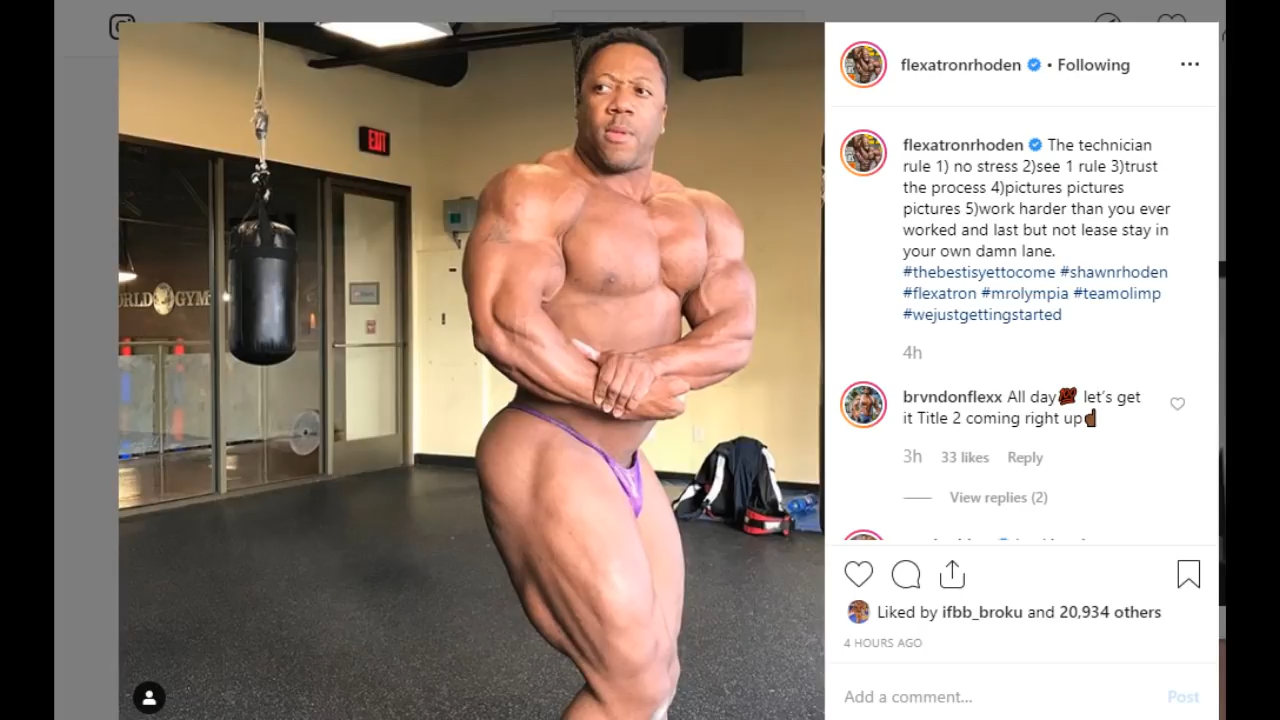 EXIT
ORLD GYM
flexatronrhoden • Following
flexatronrhoden The technician
rule 1) no stress 2)see 1 rule 3)trust
the process 4)pictures pictures
pictures 5)work harder than you ever
worked and last but not lease stay in
your own damn lane.
#thebestisyettocome #shawnrhoden
#flexatron #mrolympia #teamolimp
#wejustgettingstarted
4h
brvndonflexx All day💯 let's get
it Title 2 coming right up☝🏾
3h 33 likes Reply
View replies (2)
Liked by ifbb_broku and 20,934 others
4 HOURS AGO
Add a comment... Post